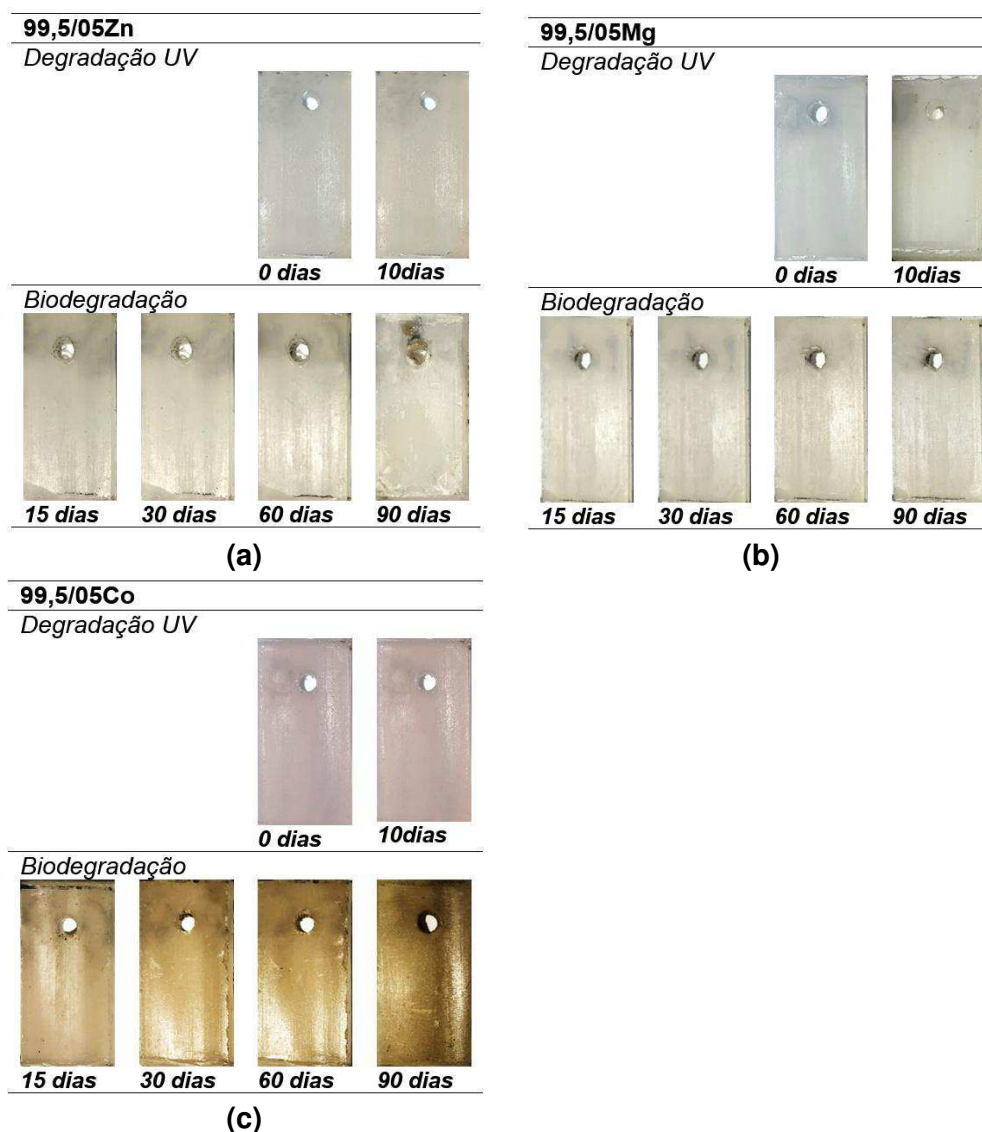 99,5/05Zn
Degradação UV
0 dias 10dias
Biodegradação
15 dias 30 dias 60 dias 90 dias
(a)
99,5/05Mg
Degradação UV
0 dias 10dias
Biodegradação
15 dias 30 dias 60 dias 90 dias
(b)
99,5/05Co
Degradação UV
0 dias 10dias
Biodegradação
15 dias 30 dias 60 dias 90 dias
(c)